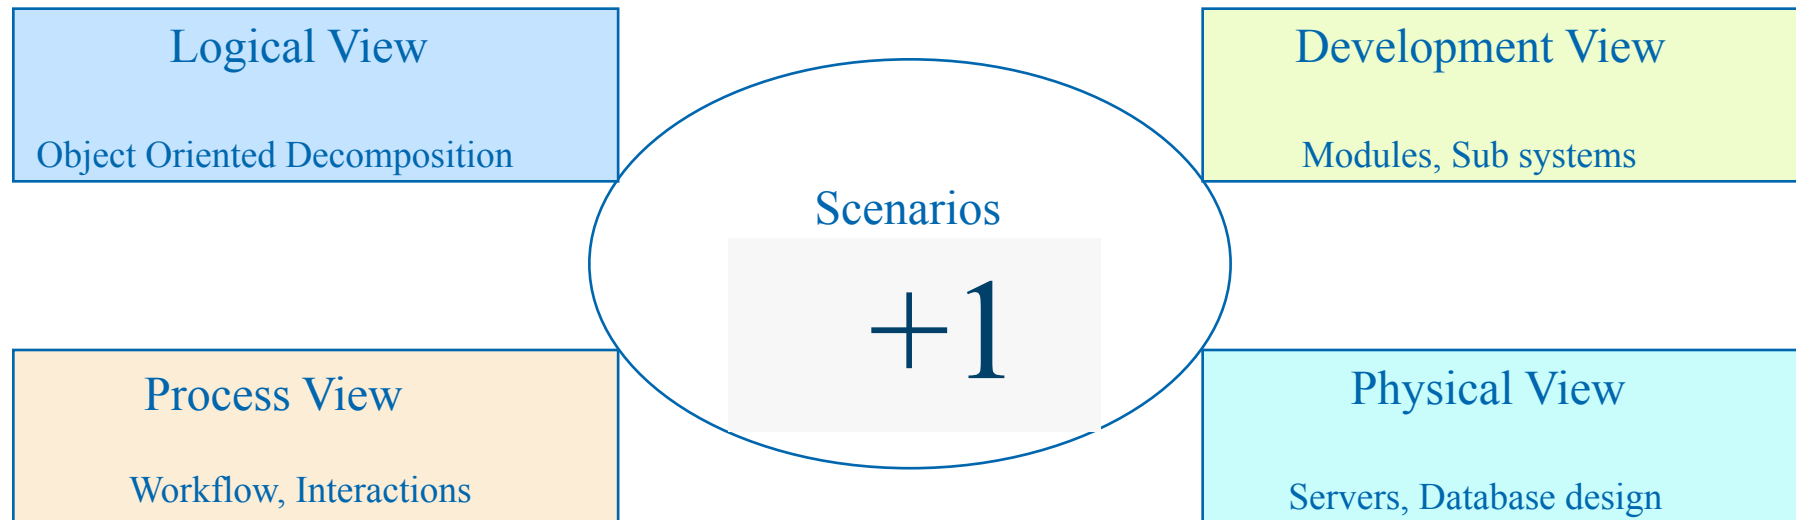 Logical View
Object Oriented Decomposition
Development View
Modules, Sub systems
Scenarios
+1
Process View
Workflow, Interactions
Physical View
Servers, Database design